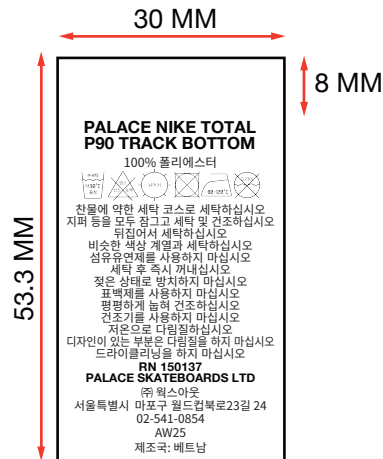 30 MM
8 MM
53.3 MM
PALACE NIKE TOTAL
P90 TRACK BOTTOM
100% 폴리에스터
80~120℃
찬물에 약한 세탁 코스로 세탁하십시오
지퍼 등을 모두 잠그고 세탁 및 건조하십시오
뒤집어서 세탁하십시오
비슷한 색상 계열과 세탁하십시오
섬유유연제를 사용하지 마십시오
세탁 후 즉시 꺼내십시오
젖은 상태로 방치하지 마십시오
표백제를 사용하지 마십시오
평평하게 눕혀 건조하십시오
건조기를 사용하지 마십시오
저온으로 다림질하십시오
디자인이 있는 부분은 다림질을 하지 마십시오
드라이클리닝을 하지 마십시오
RN 150137
PALACE SKATEBOARDS LTD
㈜ 웍스아웃
서울특별시 마포구 월드컵북로23길 24
02-541-0854
AW25
제조국: 베트남